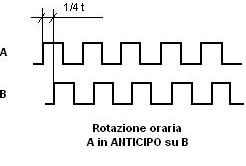 1/4 t
A
B
Rotazione oraria
A in ANTICIPO su B